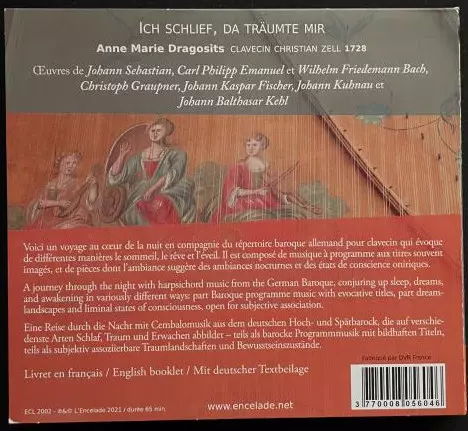 ICH SCHLIEF, DA TRÄUMTE MIR
Anne Marie Dragosits CLAVECIN CHRISTIAN ZELL 1728
Œuvres de Johann Sebastian, Carl Philipp Emanuel et Wilhelm Friedemann Bach,
Christoph Graupner, Johann Kaspar Fischer, Johann Kuhnau et
Johann Balthasar Kehl
Voici un voyage au cœur de la nuit en compagnie du répertoire baroque allemand pour clavecin qui évoque
de différentes manières le sommeil, le rêve et l'éveil. Il est composé de musique à programme aux titres souvent
imagés, et de pièces dont l'ambiance suggère des ambiances nocturnes et des états de conscience oniriques.
A journey through the night with harpsichord music from the German Baroque, conjuring up sleep, dreams,
and awakening in variously different ways: part Baroque programme music with evocative titles, part dream-
landscapes and liminal states of consciousness, open for subjective association.
Eine Reise durch die Nacht mit Cembalomusik aus dem deutschen Hoch- und Spätbarock, die auf verschie-
denste Arten Schlaf, Traum und Erwachen abbildet – teils als barocke Programmmusik mit bildhaften Titeln,
teils als subjektiv assoziierbare Traumlandschaften und Bewusstseinszustände.
Fabriqué par DVR France
Livret en français / English booklet / Mit deutscher Textbeilage
ECL 2002 - ℗&© L'Encelade 2021 / durée 65 min.
www.encelade.net
3 770008 056046